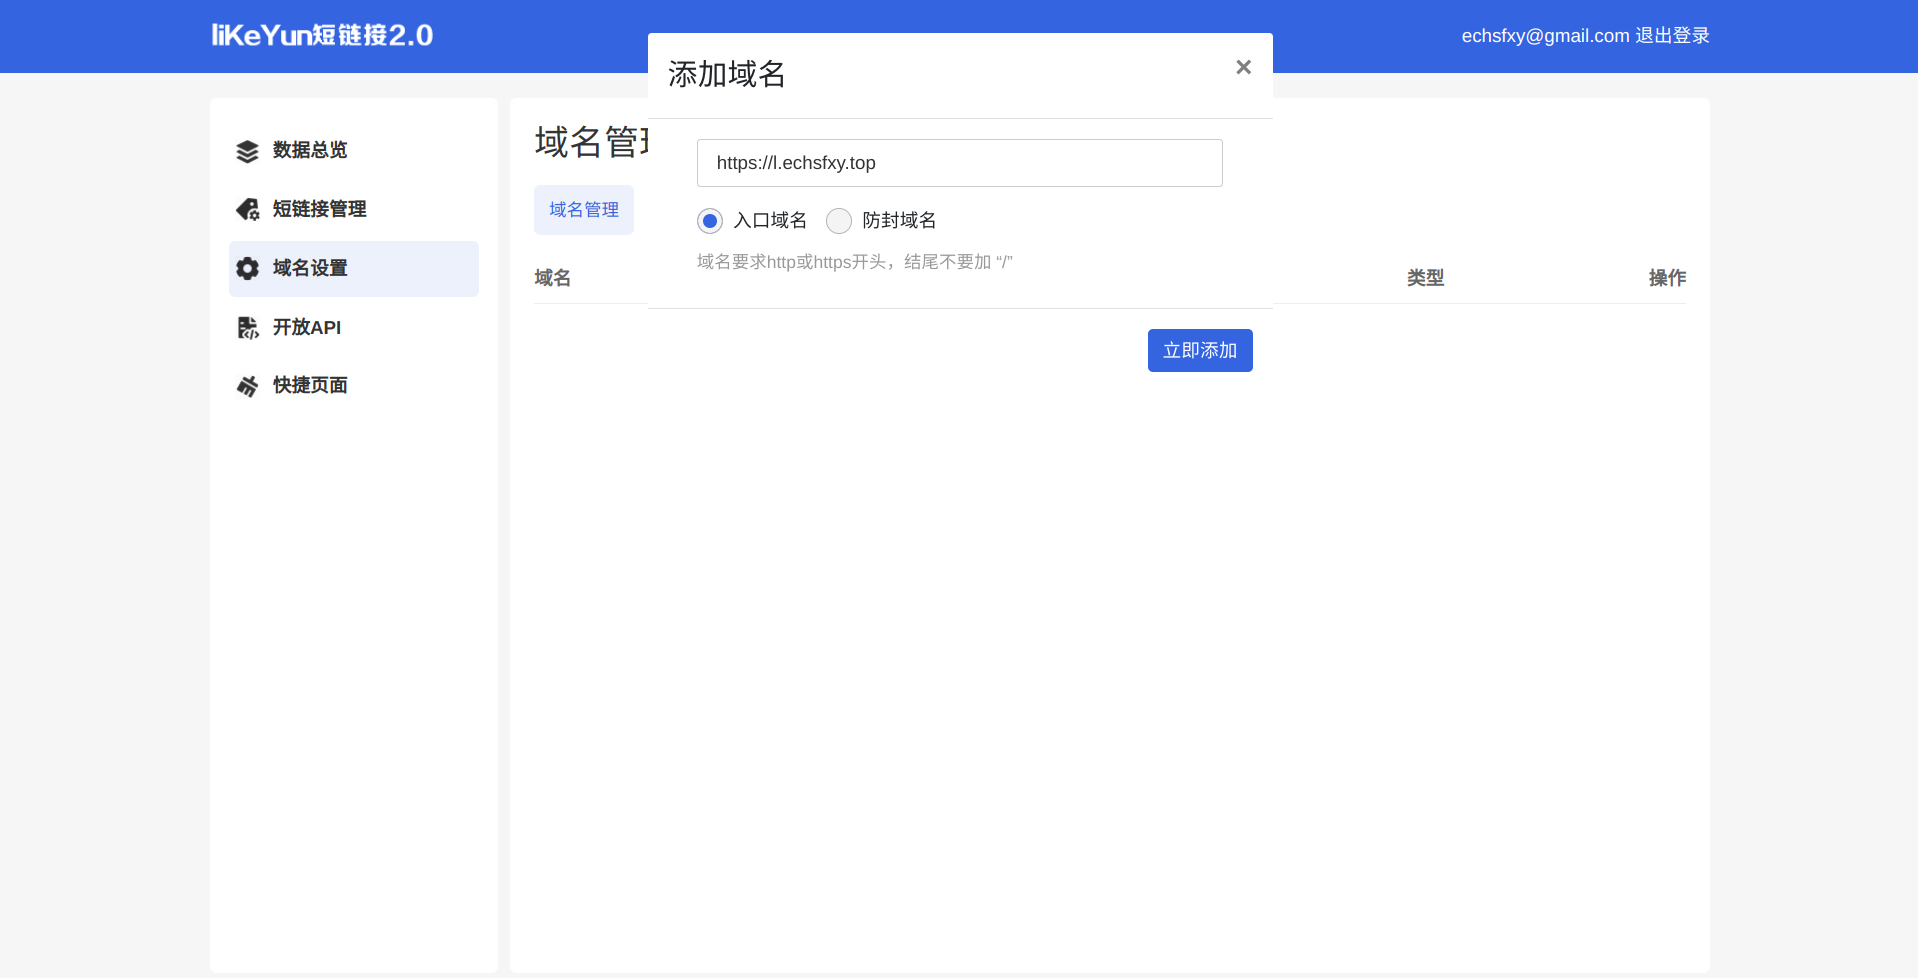 liKeYun短链接2.0
echsfxy@gmail.com 退出登录
添加域名
×
数据总览
短链接管理
域名设置
开放API
快捷页面
域名管
域名管理
https://l.echsfxy.top
入口域名 防封域名
域名要求http或https开头，结尾不要加 “/”
域名 类型 操作
立即添加